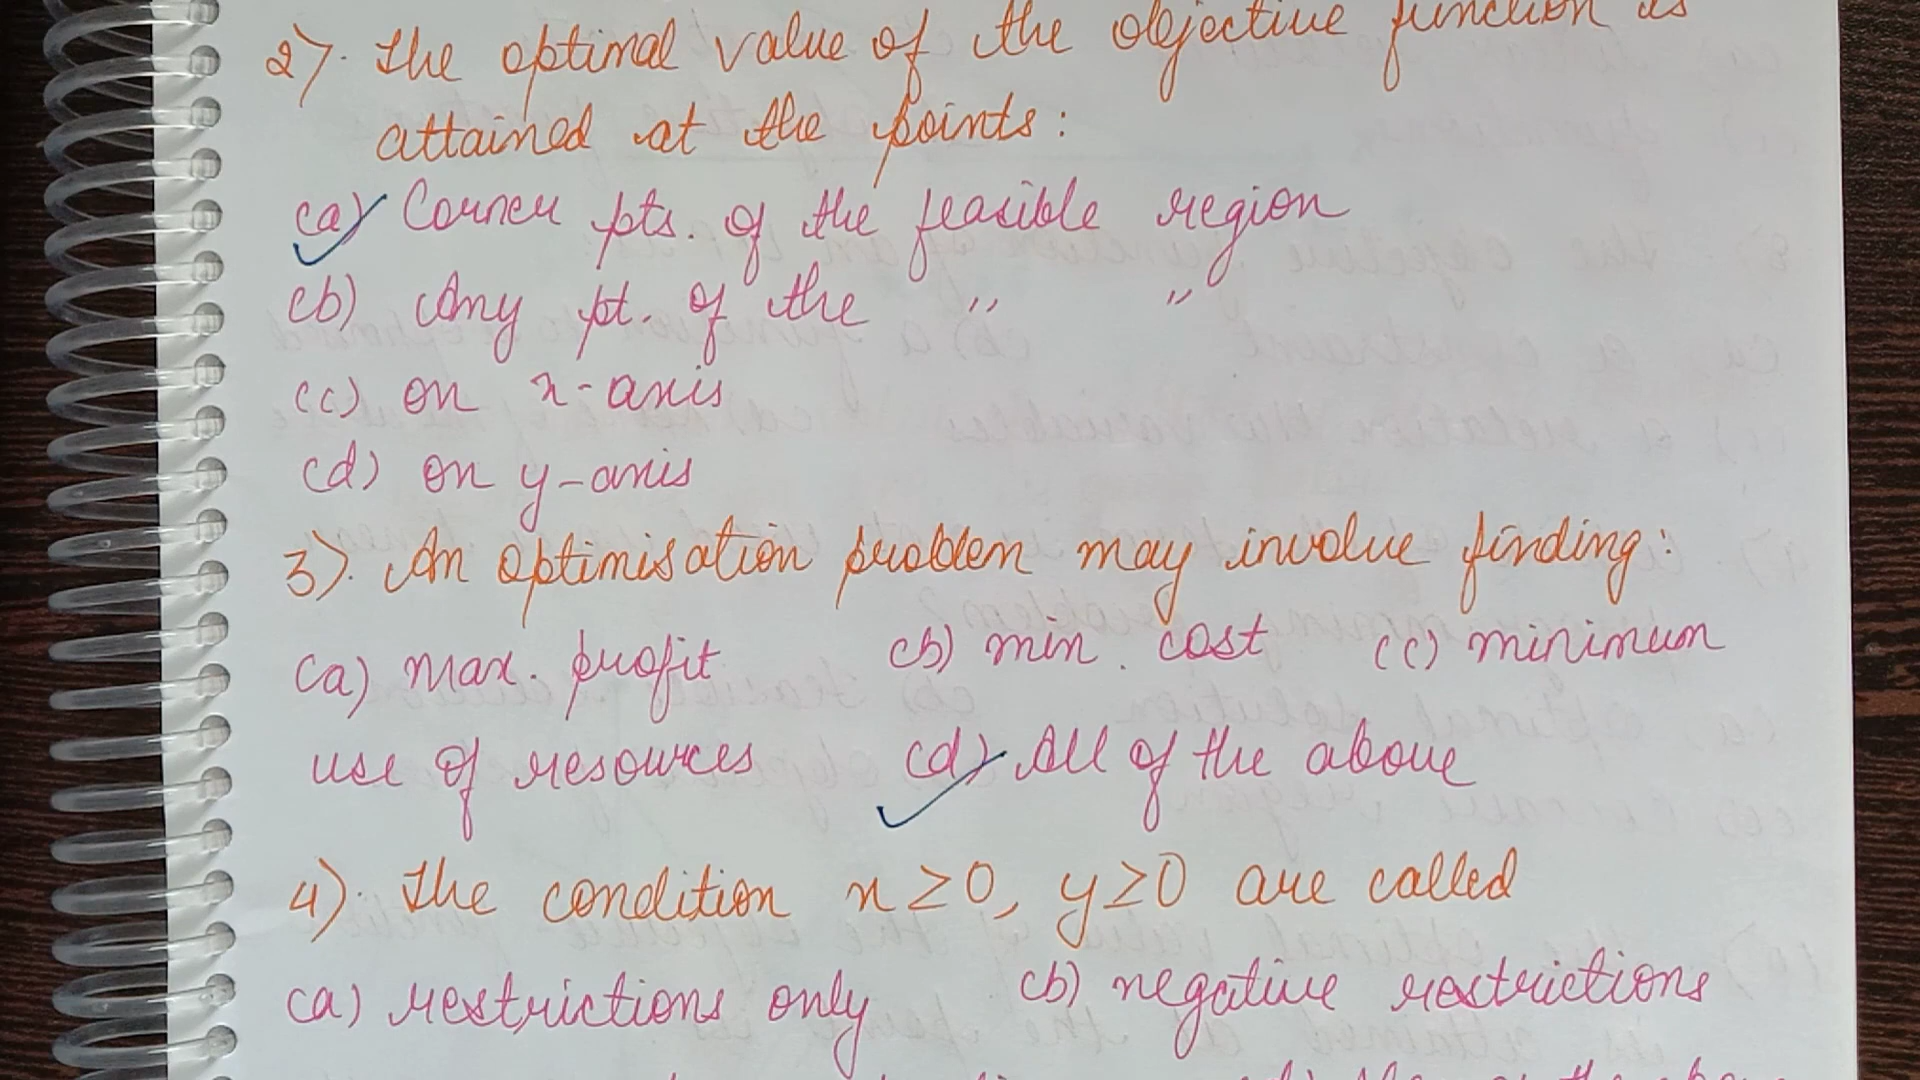 2). The optimal value of the objective function is
attained at the points:
(a) Corner pts. of the feasible region
(b) Any pt. of the " "
(c) on x-axis
(d) on y-axis
3). An optimisation problem may involve finding:
(a) max. profit (b) min. cost (c) minimum
use of resources (d) All of the above
4). The condition x ≥ 0, y ≥ 0 are called
(a) restrictions only (b) negative restrictions